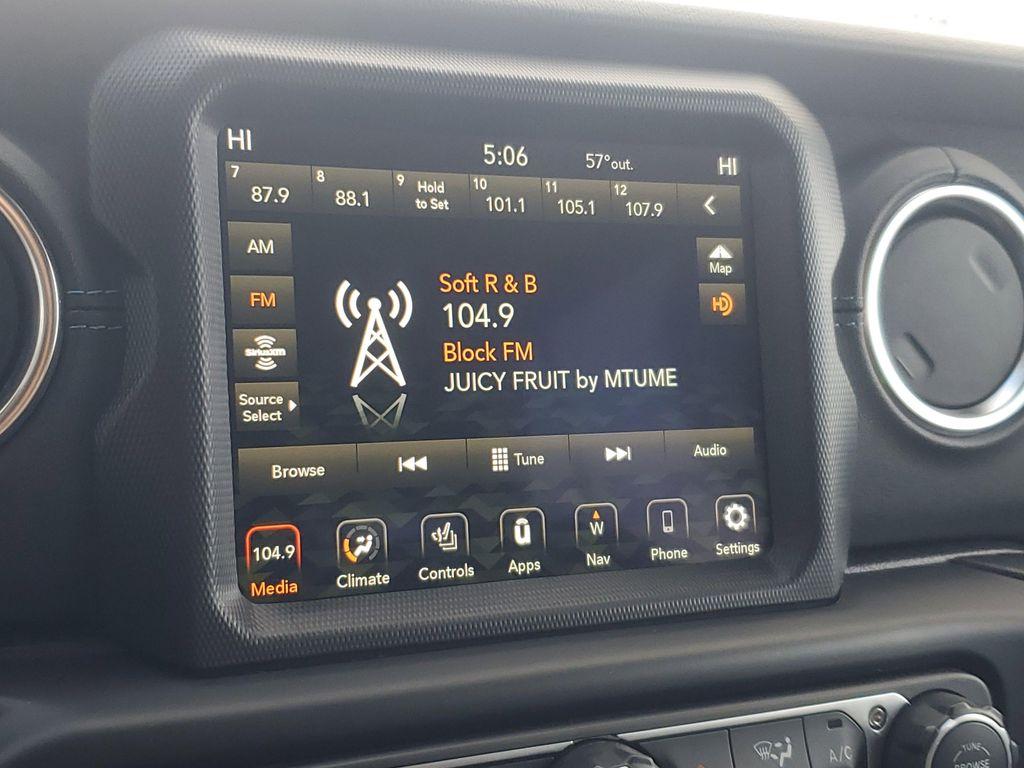 HI
5:06
57° out.
HI
7
87.9
8
88.1
9
Hold
to Set
10
101.1
11
105.1
12
107.9
AM
FM
SiriusXM
Source
Select
Soft R & B
104.9
Block FM
JUICY FRUIT by MTUME
Map
HD
Browse
Tune
Audio
104.9
Media
Climate
Controls
Apps
W
Nav
Phone
Settings
A/C
TUNE
BROWSE